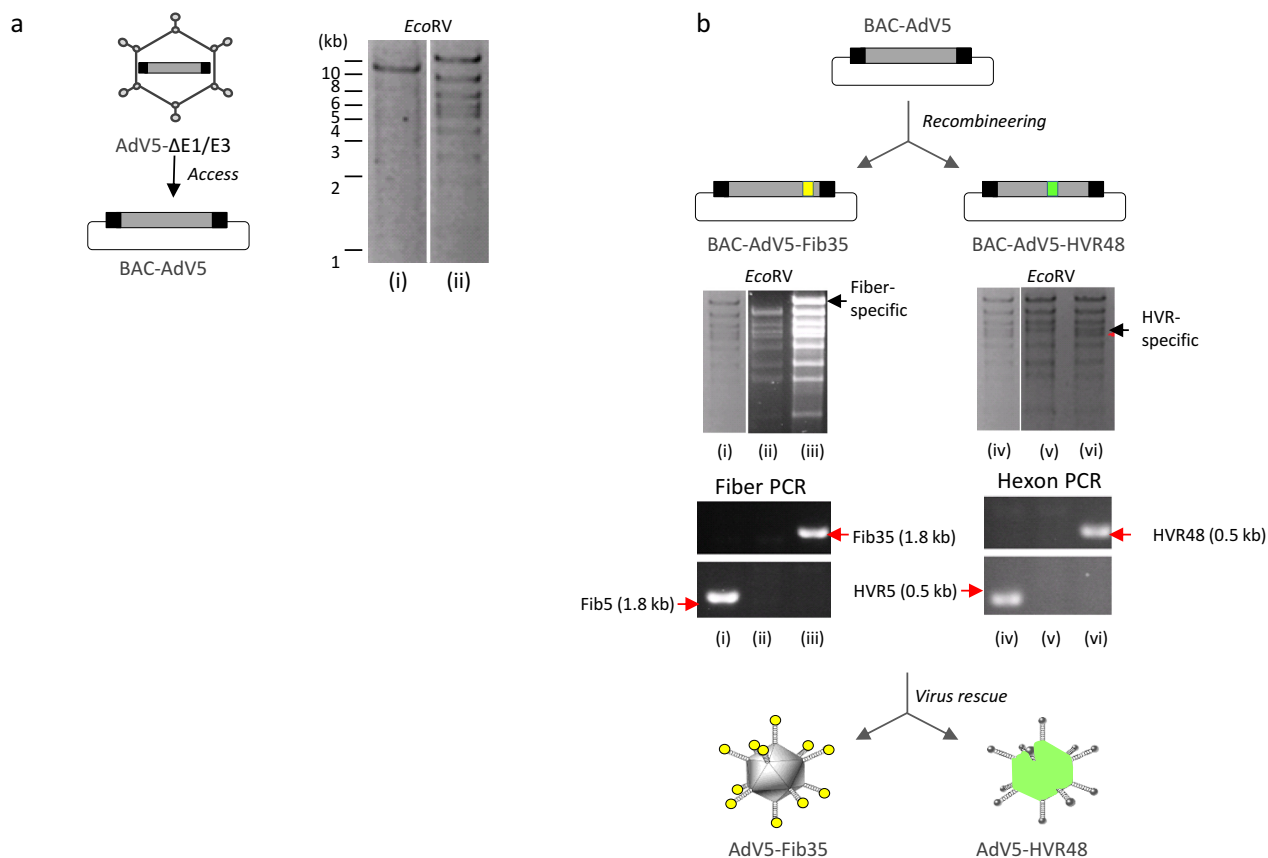 a
EcoRV
(kb)
10
8
6
5
4
3
2
1
(i) (ii)
AdV5-ΔE1/E3
Access
BAC-AdV5
b
BAC-AdV5
Recombineering
BAC-AdV5-Fib35
BAC-AdV5-HVR48
EcoRV
Fiber-
specific
(i) (ii) (iii)
EcoRV
HVR-
specific
(iv) (v) (vi)
Fiber PCR
Fib35 (1.8 kb)
Fib5 (1.8 kb)
(i) (ii) (iii)
Hexon PCR
HVR48 (0.5 kb)
HVR5 (0.5 kb)
(iv) (v) (vi)
Virus rescue
AdV5-Fib35
AdV5-HVR48